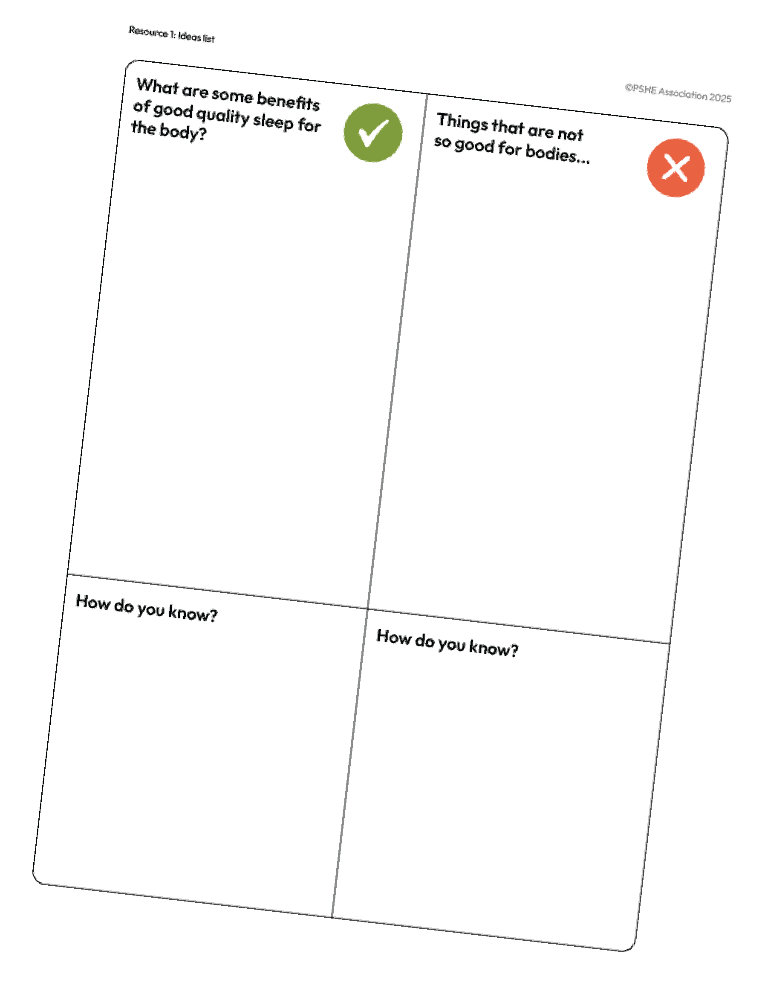 Resource 1: Ideas list
©PSHE Association 2025
What are some benefits
of good quality sleep for
the body?
Things that are not
so good for bodies...
How do you know?
How do you know?